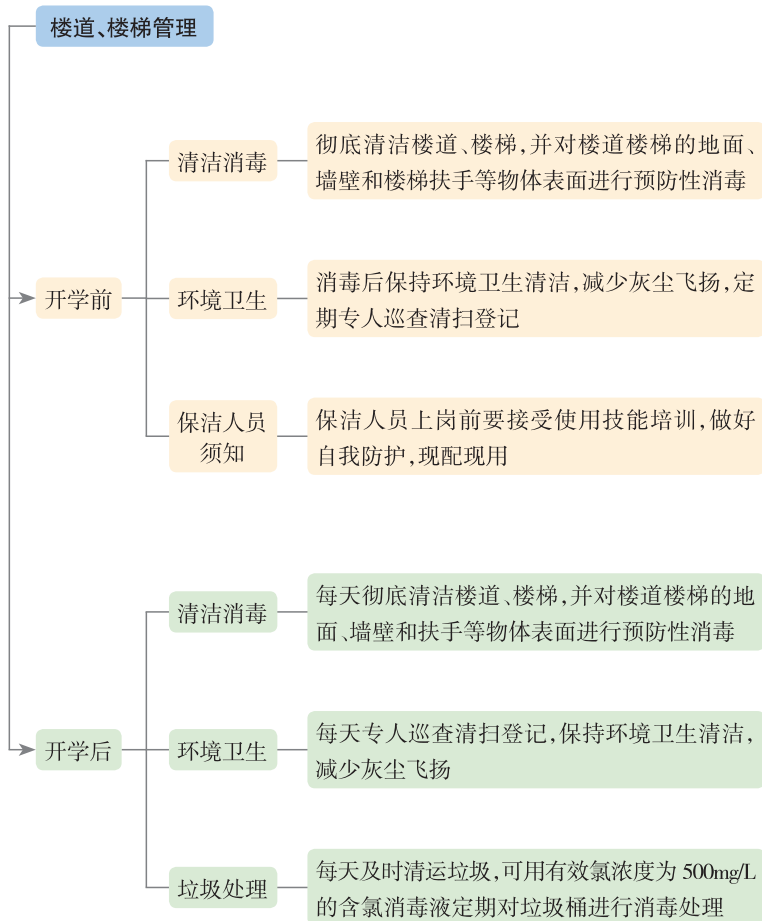 楼道、楼梯管理
开学前
清洁消毒
彻底清洁楼道、楼梯,并对楼道楼梯的地面、
墙壁和楼梯扶手等物体表面进行预防性消毒
环境卫生
消毒后保持环境卫生清洁,减少灰尘飞扬,定
期专人巡查清扫登记
保洁人员
须知
保洁人员上岗前要接受使用技能培训,做好
自我防护,现配现用
开学后
清洁消毒
每天彻底清洁楼道、楼梯,并对楼道楼梯的地
面、墙壁和扶手等物体表面进行预防性消毒
环境卫生
每天专人巡查清扫登记,保持环境卫生清洁,
减少灰尘飞扬
垃圾处理
每天及时清运垃圾,可用有效氯浓度为 500mg/L
的含氯消毒液定期对垃圾桶进行消毒处理